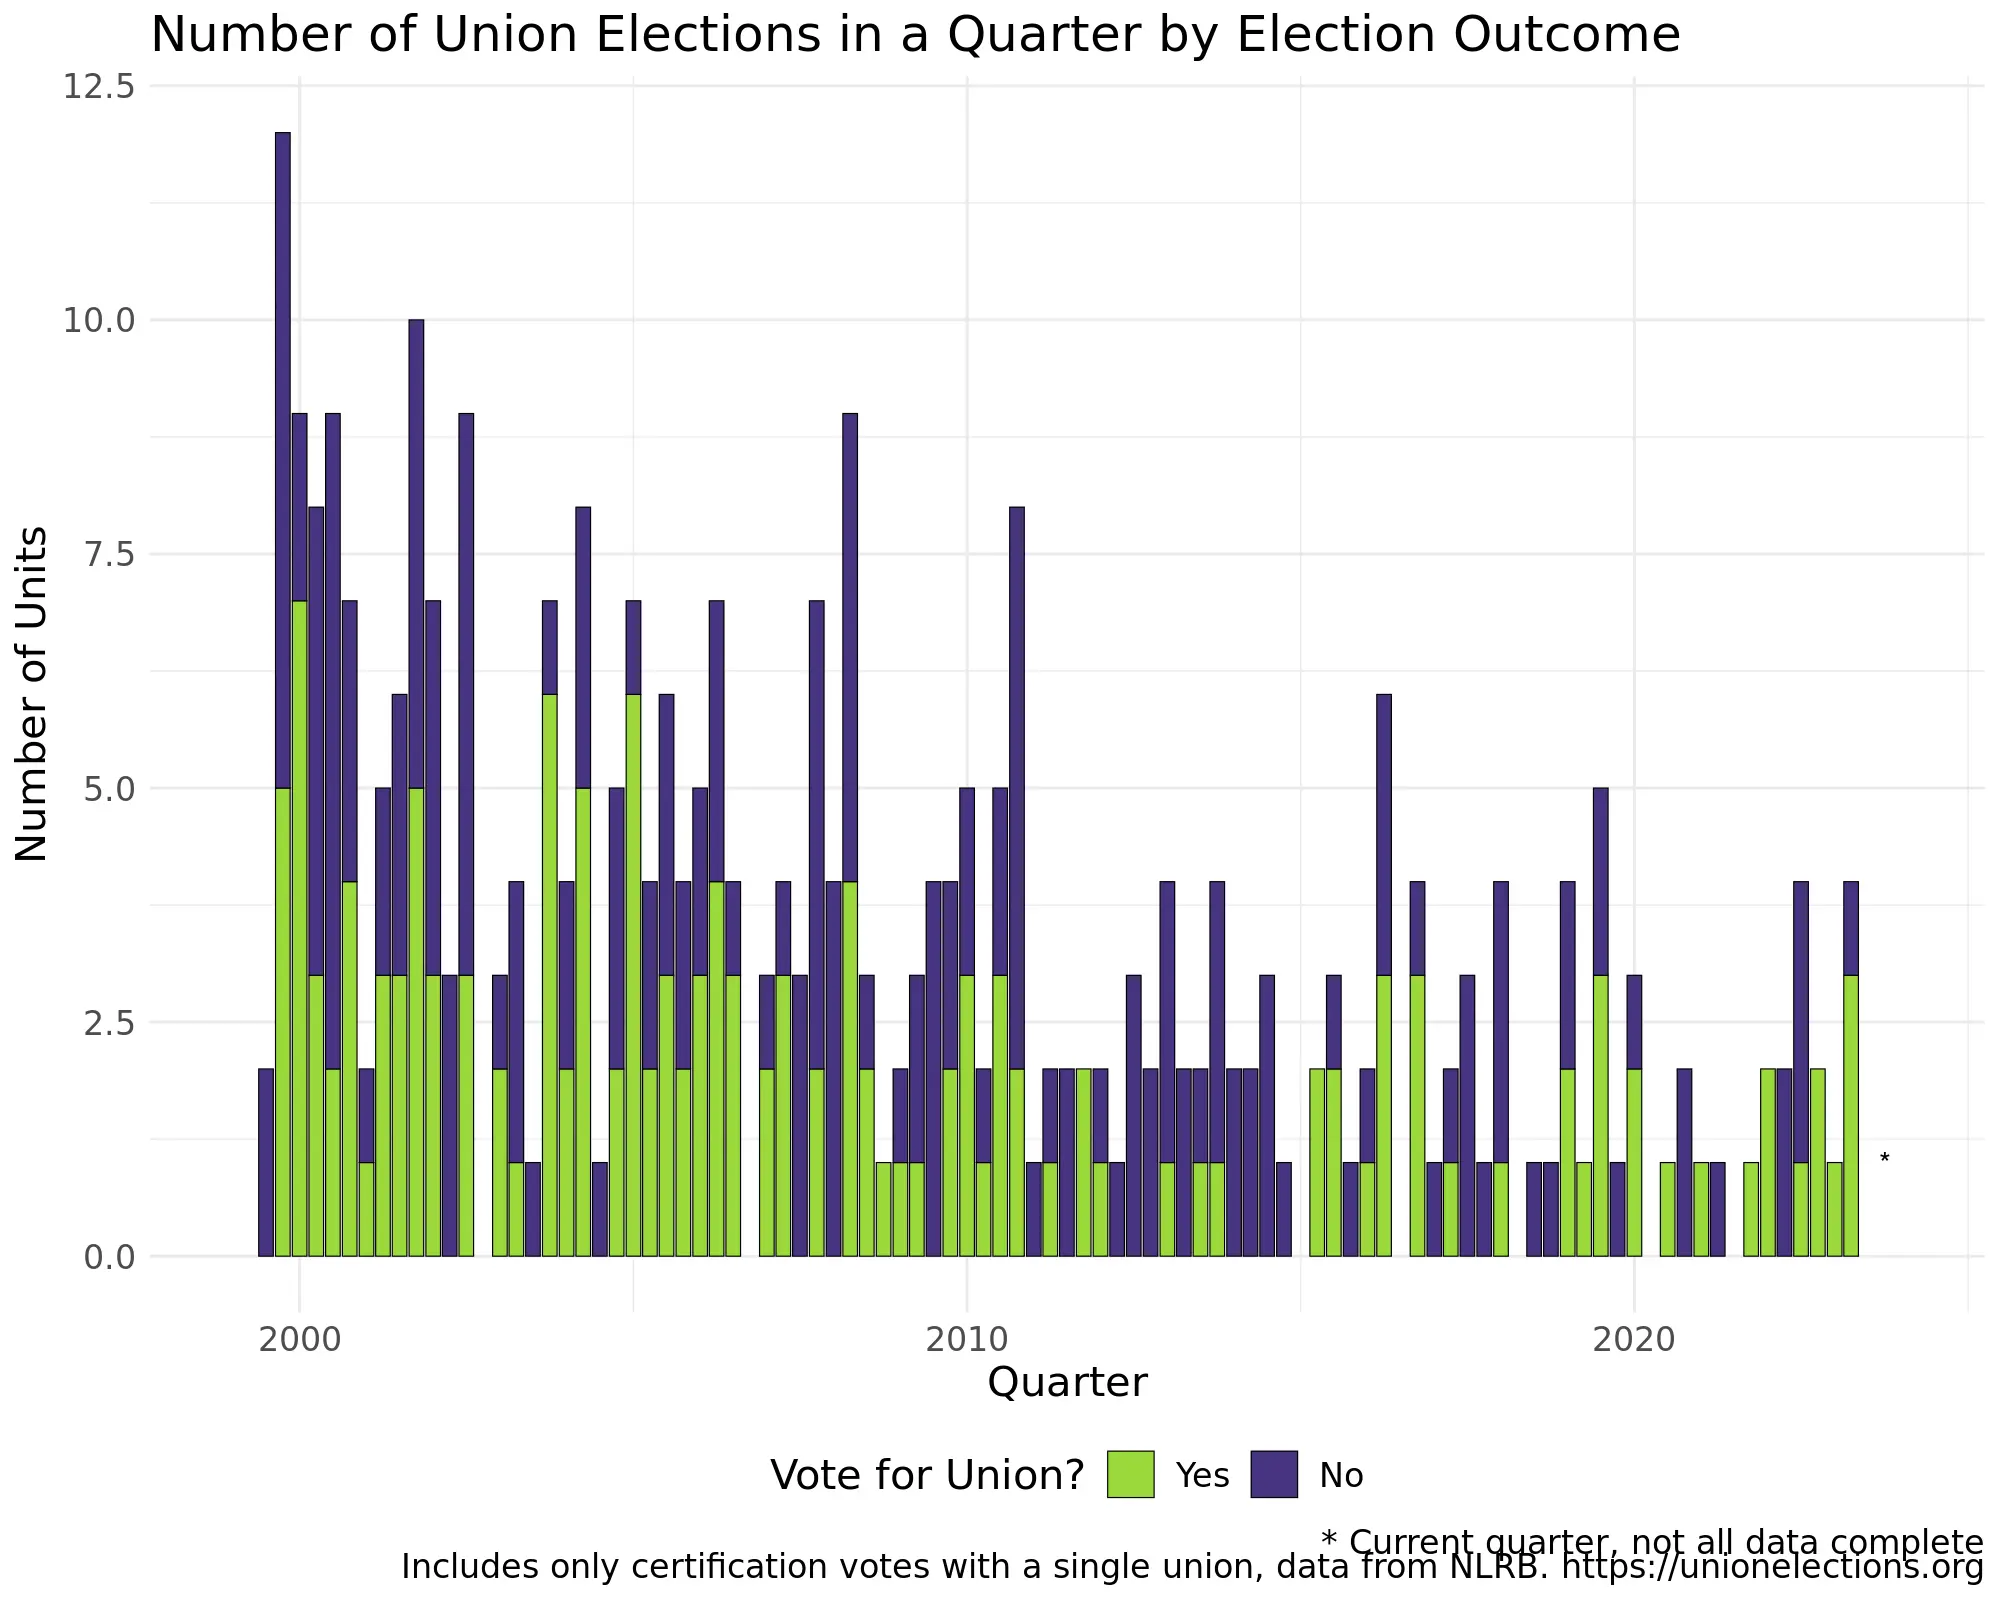 Number of Union Elections in a Quarter by Election Outcome
12.5
10.0
7.5
5.0
2.5
0.0
Number of Units
*
2000 2010 2020
Quarter
Vote for Union? Yes No
* Current quarter, not all data complete
Includes only certification votes with a single union, data from NLRB. https://unionelections.org